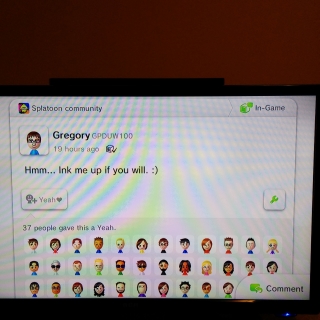 Splatoon community
In-Game
Gregory GPDUW100
19 hours ago
Hmm... Ink me up if you will. :)
Yeah♥
37 people gave this a Yeah.
Comment